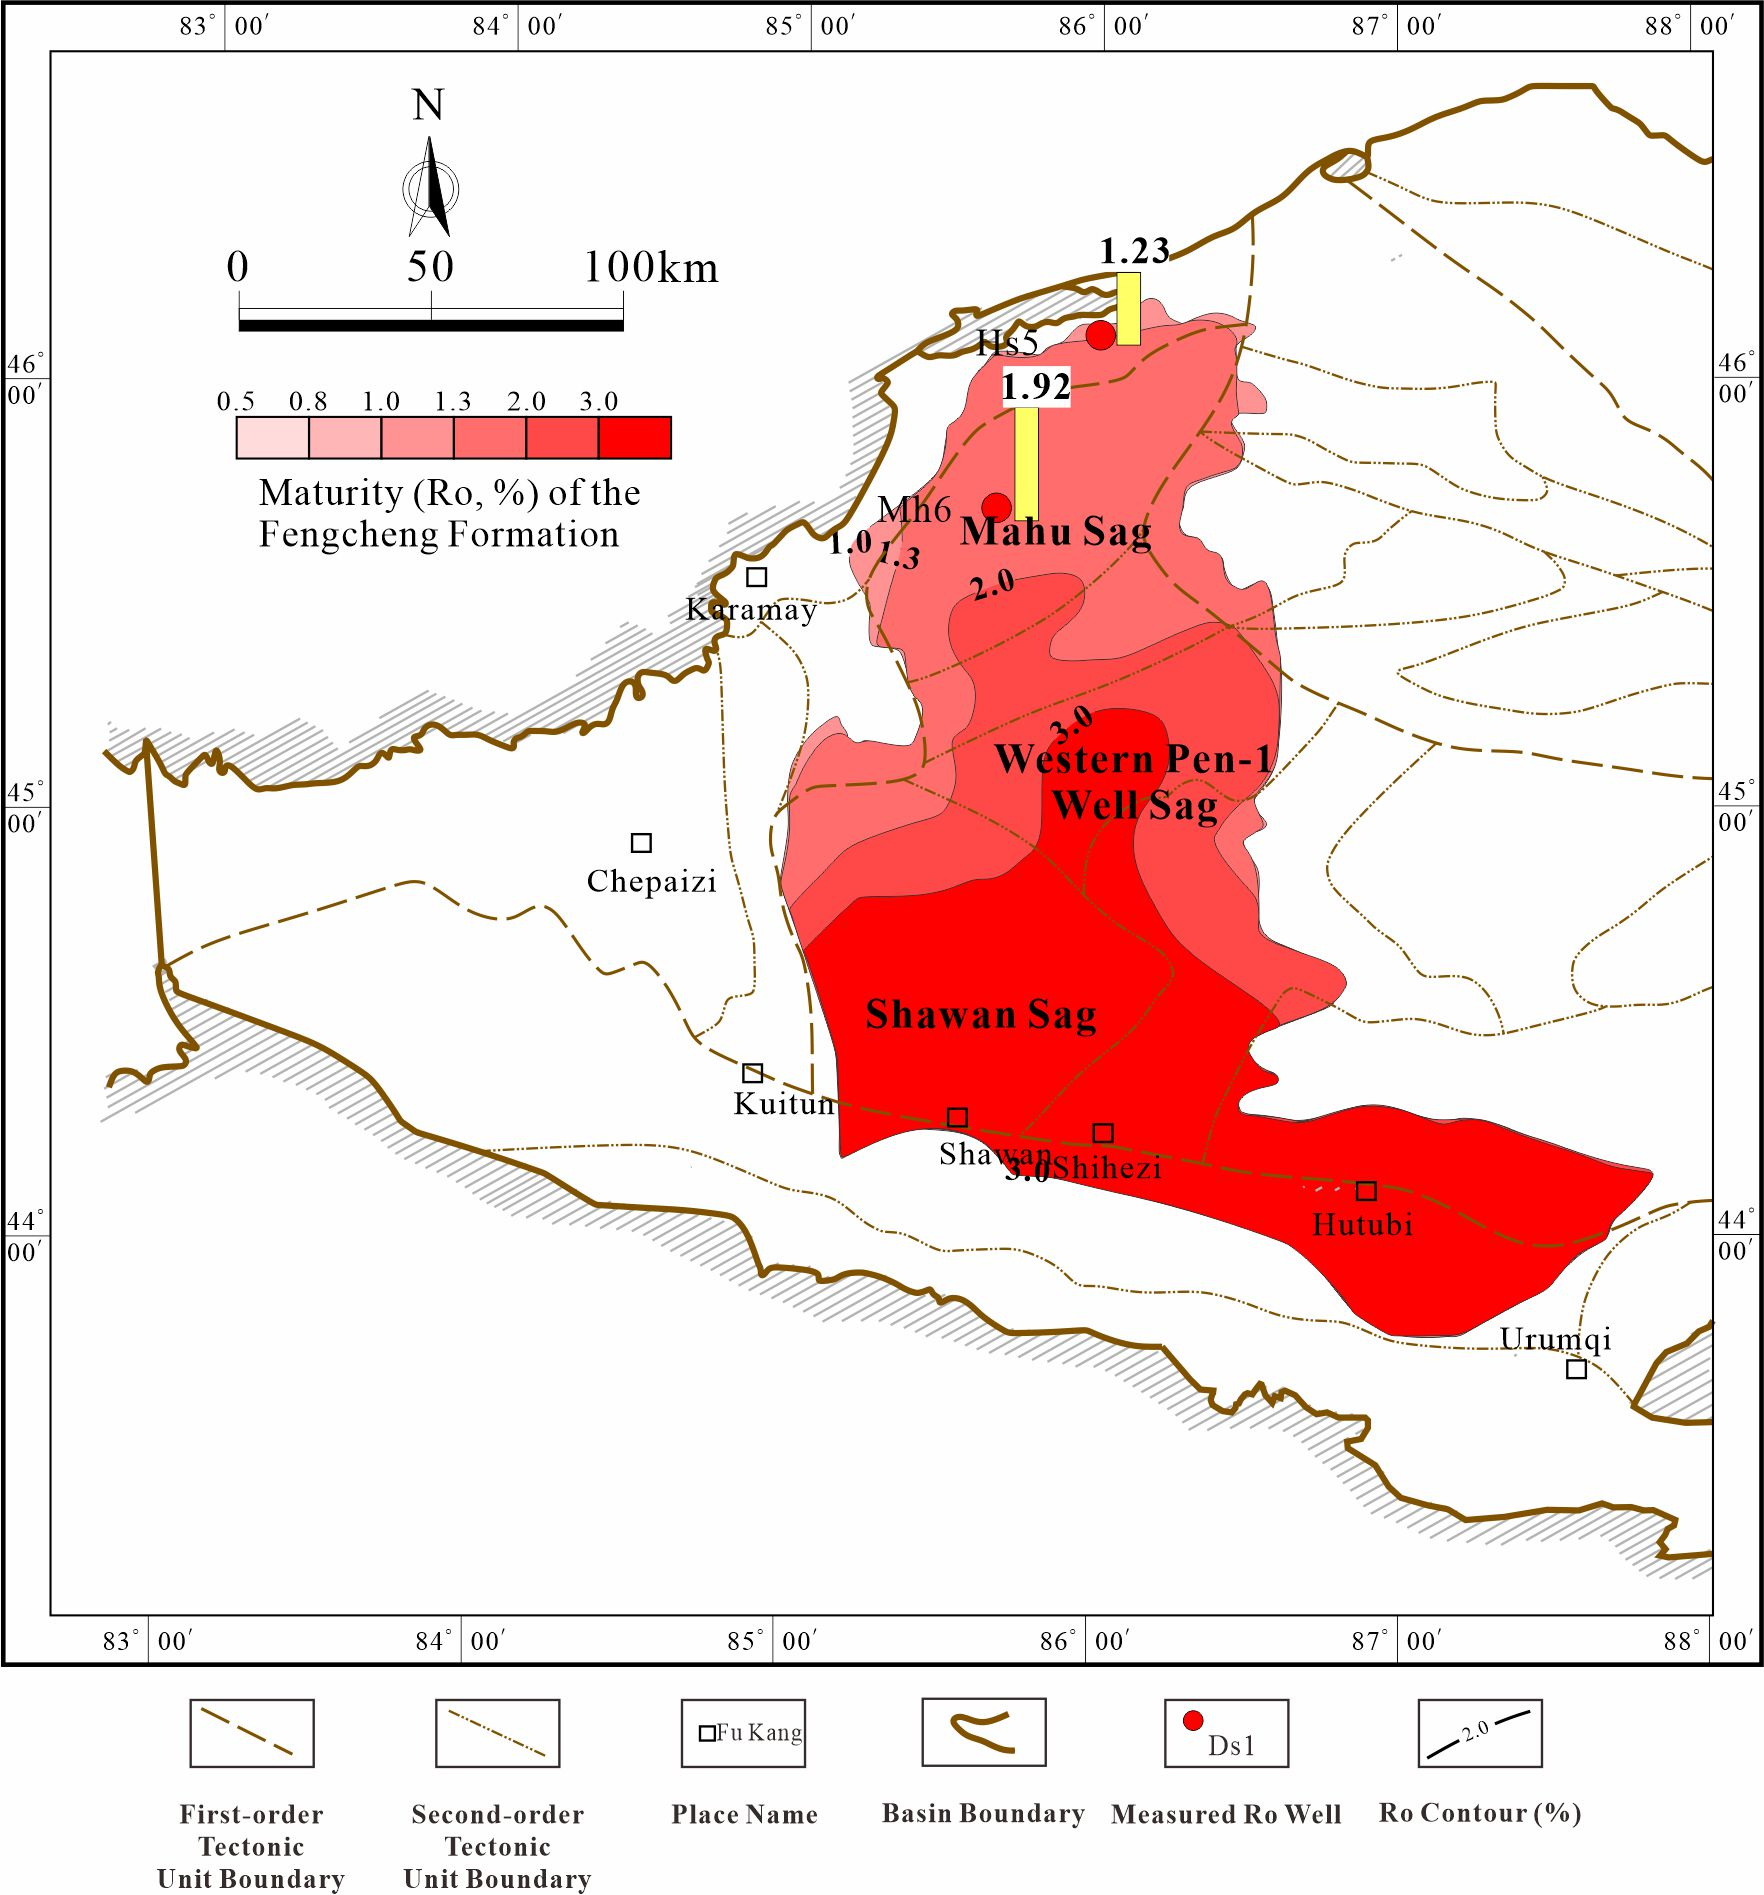 83° 00′ 84° 00′ 85° 00′ 86° 00′ 87° 00′ 88° 00′
N
0 50 100km
1.23
Hs5
46°
00′
46°
00′
1.92
0.5 0.8 1.0 1.3 2.0 3.0
Maturity (Ro, %) of the
Fengcheng Formation
Mh6
Mahu Sag
1.0 1.3
2.0
Karamay
3.0
Western Pen-1
Well Sag
45°
00′
45°
00′
Chepaizi
Shawan Sag
Kuitun
Shawan
3.0
Shihezi
Hutubi
44°
00′
44°
00′
Urumqi
83° 00′ 84° 00′ 85° 00′ 86° 00′ 87° 00′ 88° 00′
Fu Kang
Ds1
2.0
First-order
Tectonic
Unit Boundary
Second-order
Tectonic
Unit Boundary
Place Name
Basin Boundary
Measured Ro Well
Ro Contour (%)